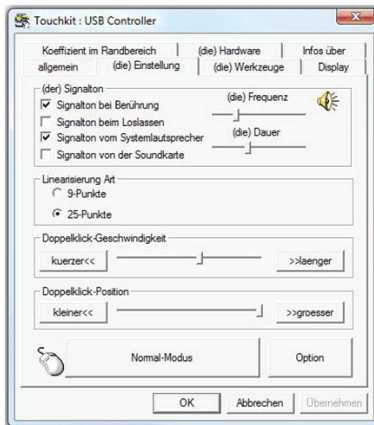 Touchkit : USB Controller
Koeffizient im Randbereich (die) Hardware Infos über
allgemein (die) Einstellung (die) Werkzeuge Display
(der) Signalton
Signalton bei Berührung
Signalton beim Loslassen
Signalton vom Systemlautsprecher
Signalton von der Soundkarte
(die) Frequenz
(die) Dauer
Linearisierung Art
9-Punkte
25-Punkte
Doppelklick-Geschwindigkeit
kuerzer<< >>laenger
Doppelklick-Position
kleiner<< >>groesser
Normal-Modus Option
OK Abbrechen Übernehmen